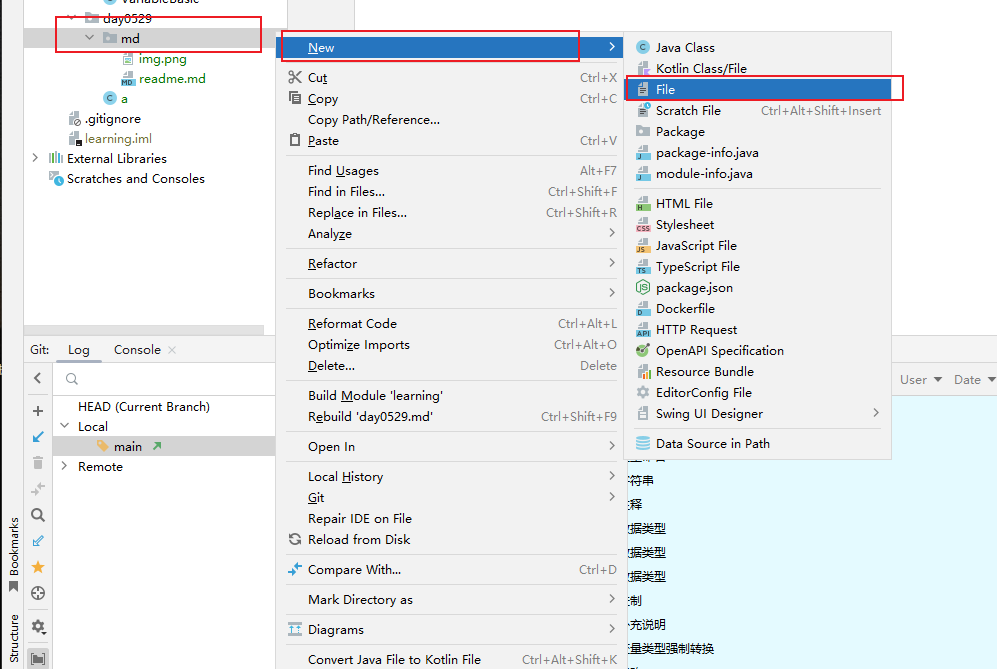 day0529
md
img.png
readme.md
a
.gitignore
learning.iml
External Libraries
Scratches and Consoles
New
Cut Ctrl+X
Copy Ctrl+C
Copy Path/Reference...
Paste Ctrl+V
Find Usages Alt+F7
Find in Files... Ctrl+Shift+F
Replace in Files... Ctrl+Shift+R
Analyze
Refactor
Bookmarks
Reformat Code Ctrl+Alt+L
Optimize Imports Ctrl+Alt+O
Delete... Delete
Build Module 'learning'
Rebuild 'day0529.md' Ctrl+Shift+F9
Open In
Local History
Git
Repair IDE on File
Reload from Disk
Compare With... Ctrl+D
Mark Directory as
Diagrams
Convert Java File to Kotlin File Ctrl+Alt+Shift+K
Java Class
Kotlin Class/File
File
Scratch File Ctrl+Alt+Shift+Insert
Package
package-info.java
module-info.java
HTML File
Stylesheet
JavaScript File
TypeScript File
package.json
Dockerfile
HTTP Request
OpenAPI Specification
Resource Bundle
EditorConfig File
Swing UI Designer
Data Source in Path
Git: Log Console
HEAD (Current Branch)
Local
main
Remote
User Date
符串
释
据类型
据类型
据类型
制
充说明
量类型强制转换
Bookmarks
Structure